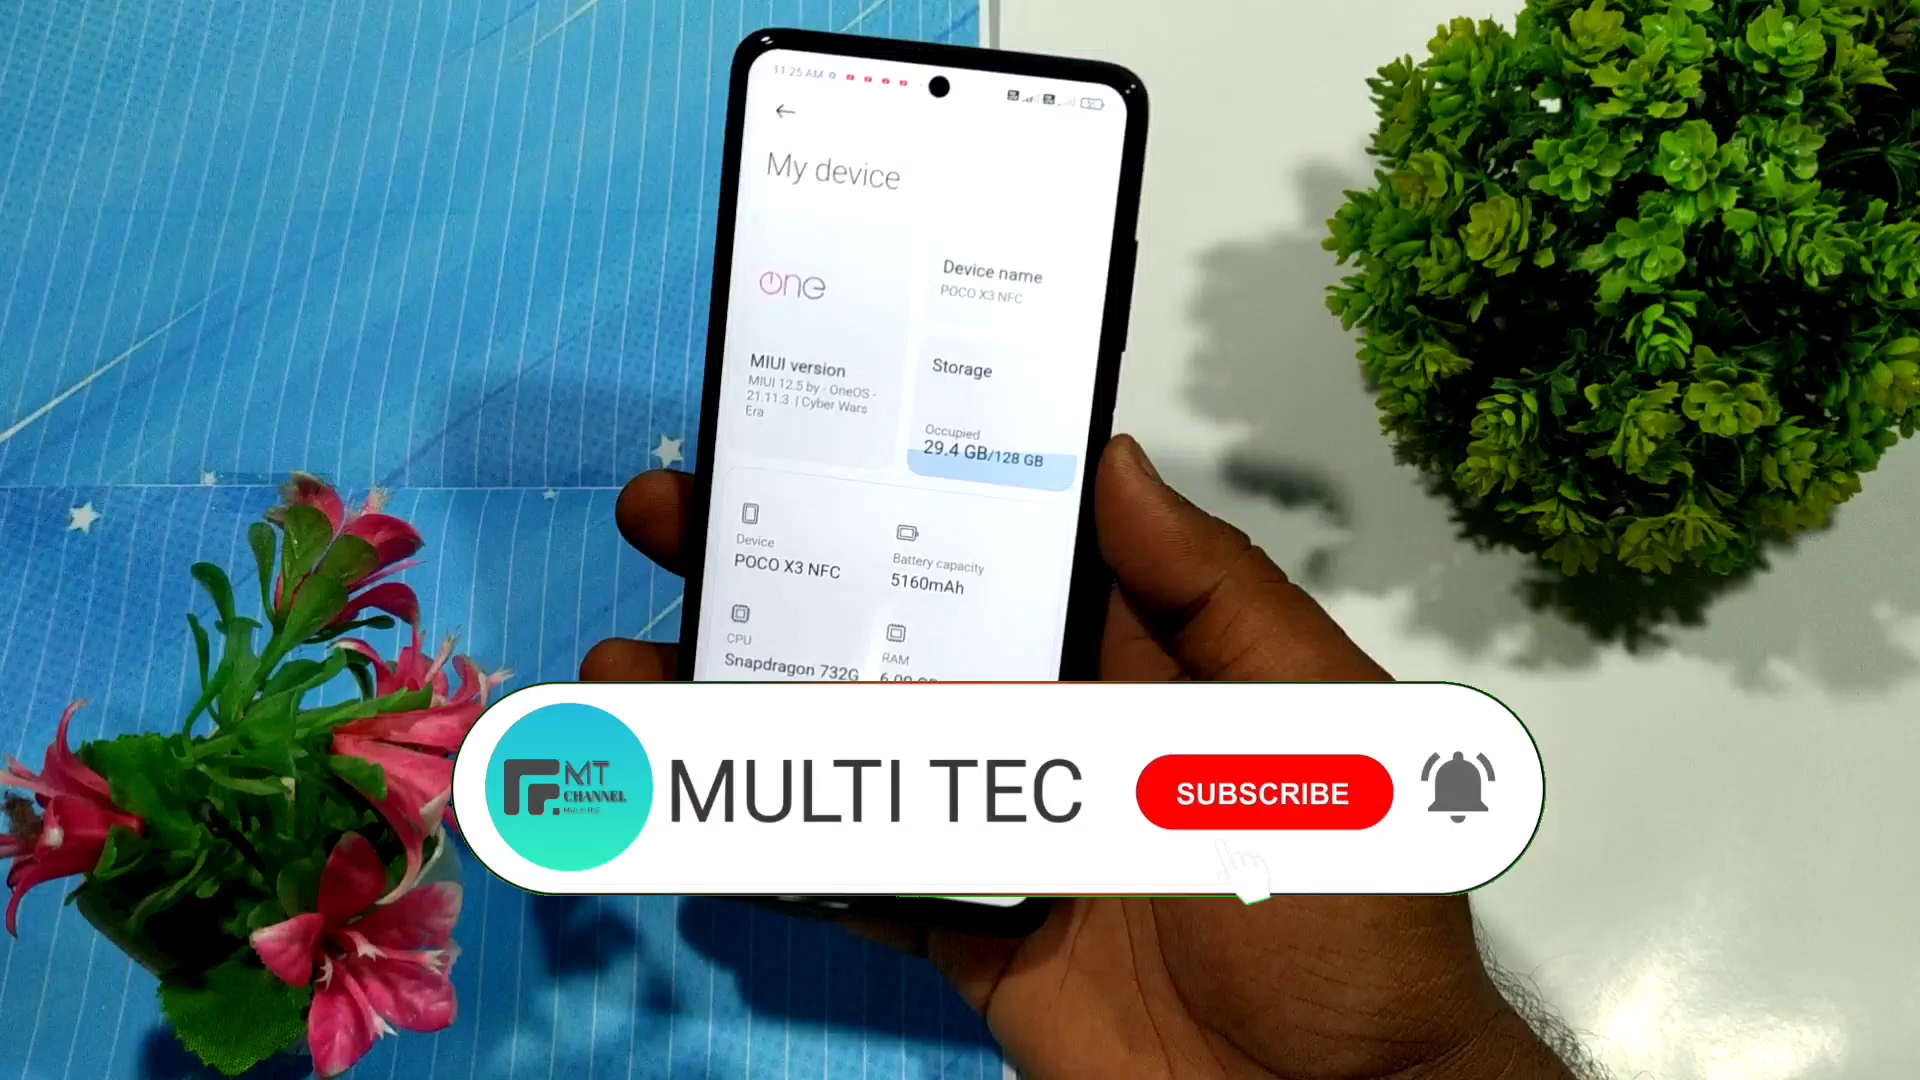 11:25 AM
My device
one
Device name
POCO X3 NFC
MIUI version
MIUI 12.5 by - OneOS -
21.11.3 | Cyber Wars
Era
Storage
Occupied
29.4 GB/128 GB
Device
POCO X3 NFC
Battery capacity
5160mAh
CPU
Snapdragon 732G
RAM
MT
CHANNEL
MULTI TEC
MULTI TEC
SUBSCRIBE